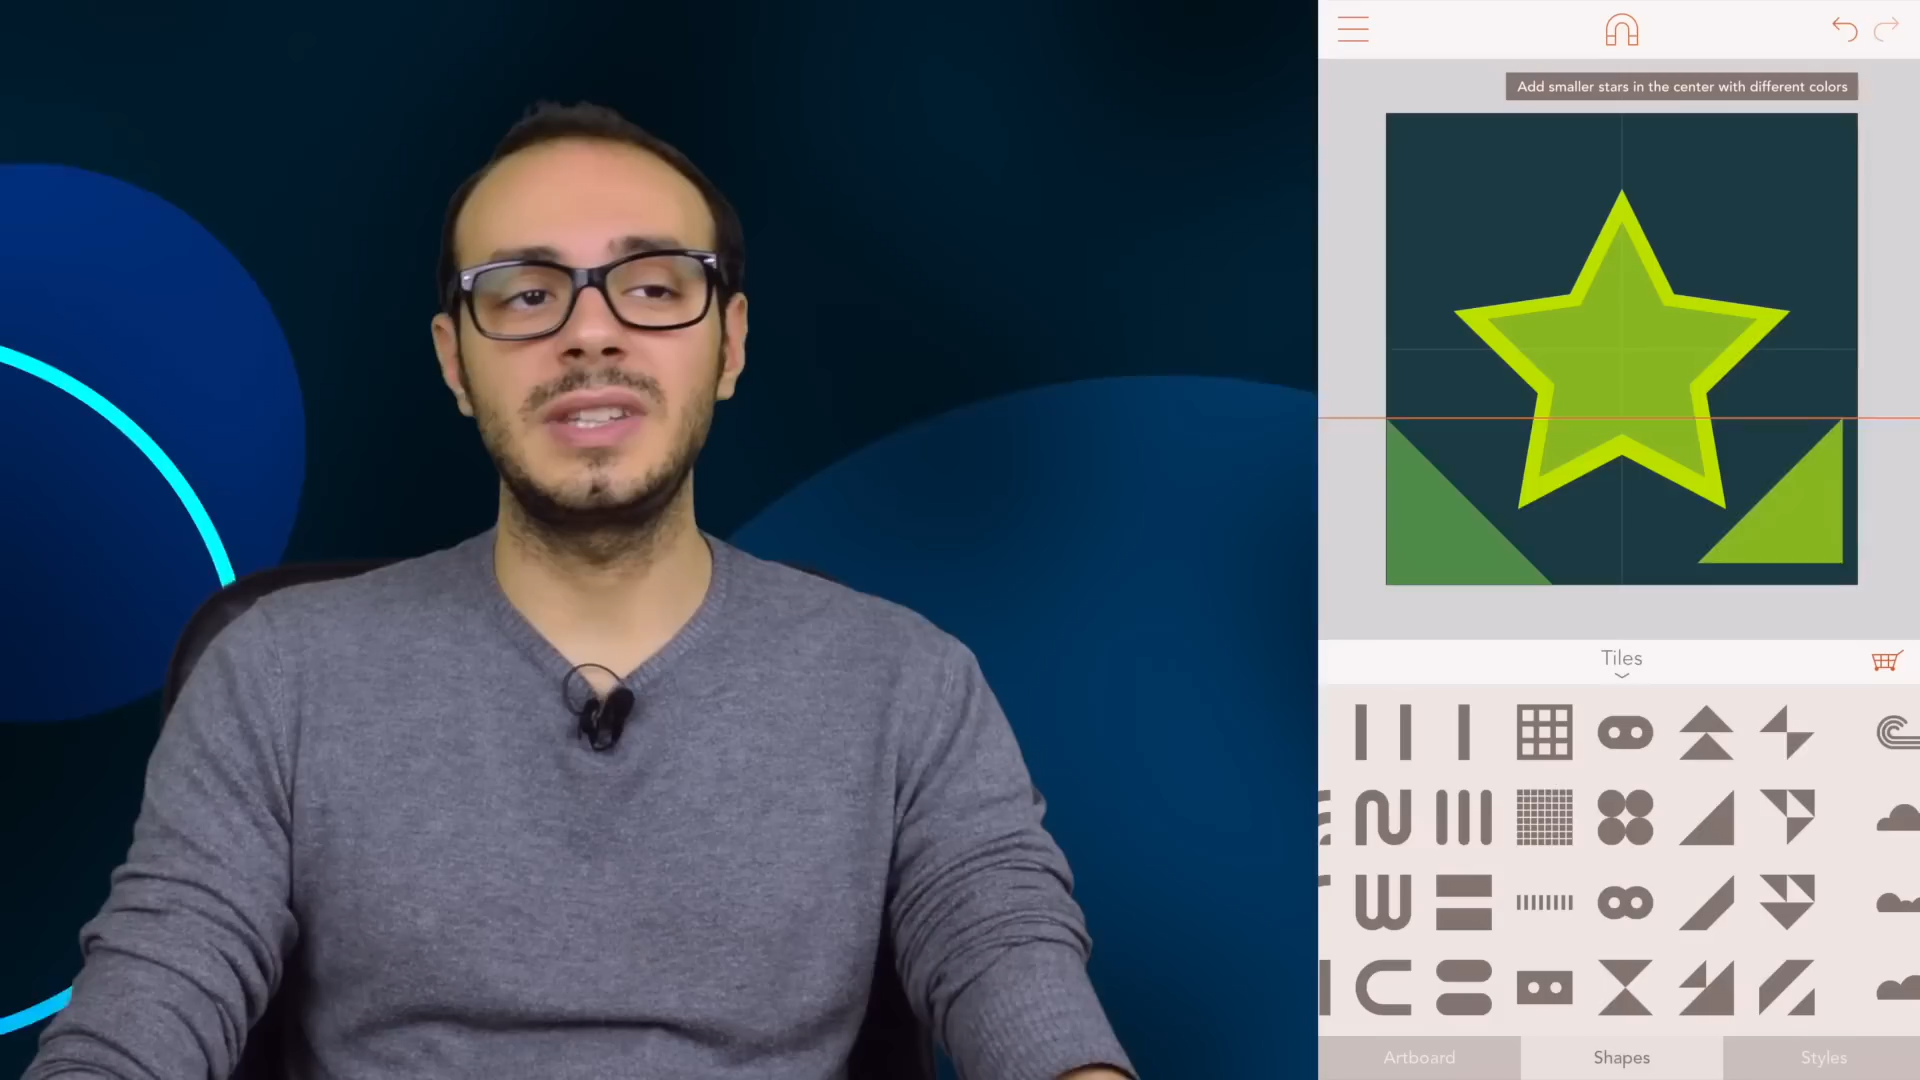 Add smaller stars in the center with different colors
Tiles
Artboard
Shapes
Styles